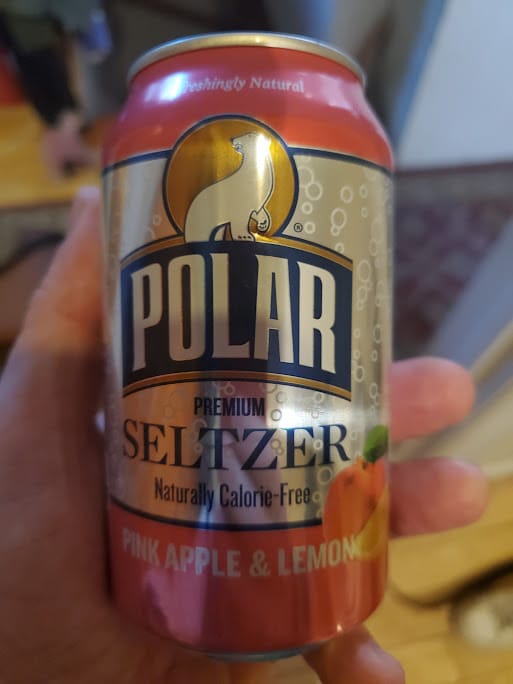 Freshingly Natural
®
POLAR
PREMIUM
SELTZER
Naturally Calorie-Free
PINK APPLE & LEMON